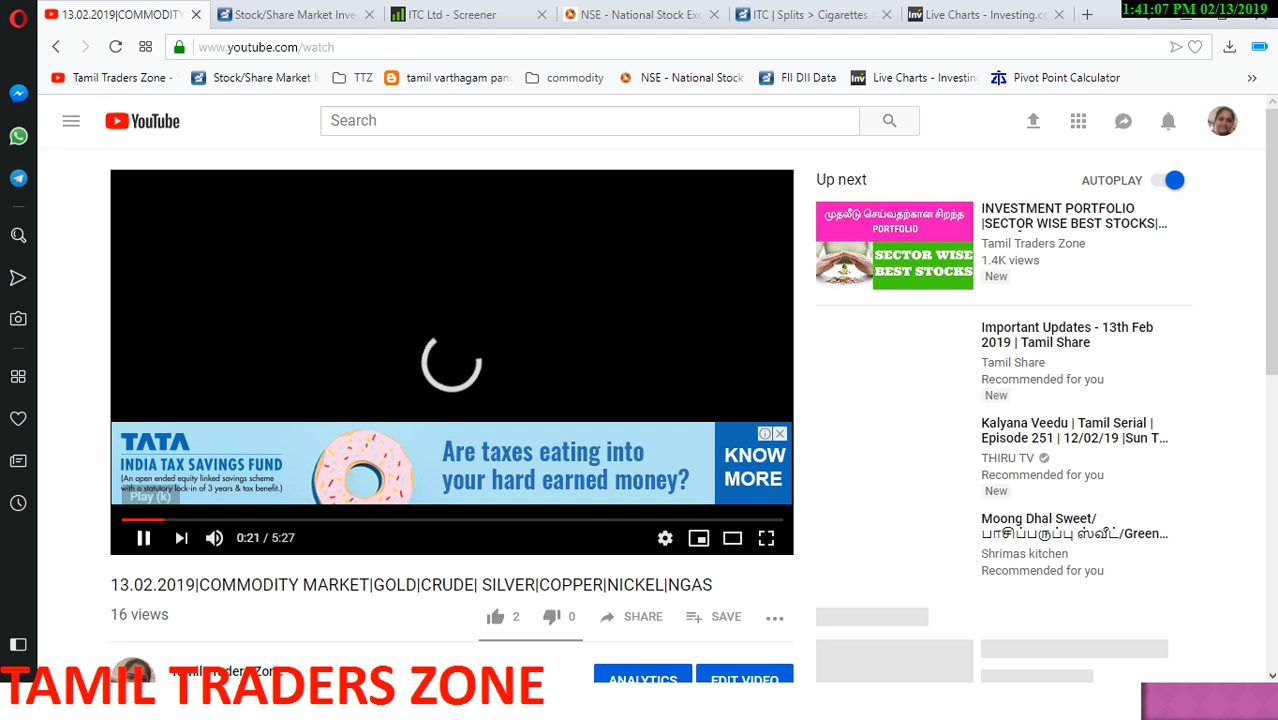 1:41:07 PM 02/13/2019
13.02.2019|COMMODITY
Stock/Share Market Inve
ITC Ltd - Screener
NSE - National Stock Exc
ITC | Splits > Cigarettes >
Live Charts - Investing.co
www.youtube.com/watch
Tamil Traders Zone -
Stock/Share Market In
TTZ
tamil varthagam pang
commodity
NSE - National Stock
FII DII Data
Live Charts - Investing
Pivot Point Calculator
YouTube
Search
Up next
AUTOPLAY
முதலீடு செய்வதற்கான சிறந்த
PORTFOLIO
SECTOR WISE
BEST STOCKS
INVESTMENT PORTFOLIO
|SECTOR WISE BEST STOCKS|...
Tamil Traders Zone
1.4K views
New
Important Updates - 13th Feb
2019 | Tamil Share
Tamil Share
Recommended for you
New
Kalyana Veedu | Tamil Serial |
Episode 251 | 12/02/19 |Sun T...
THIRU TV
Recommended for you
New
Moong Dhal Sweet/
பாசிப்பருப்பு ஸ்வீட்/Green...
Shrimas kitchen
Recommended for you
TATA
INDIA TAX SAVINGS FUND
(An open ended equity linked savings scheme
with a statutory lock-in of 3 years & tax benefit.)
Are taxes eating into
your hard earned money?
KNOW
MORE
Play (k)
0:21 / 5:27
13.02.2019|COMMODITY MARKET|GOLD|CRUDE| SILVER|COPPER|NICKEL|NGAS
16 views
2
0
SHARE
SAVE
Tamil Traders Zone
ANALYTICS
EDIT VIDEO
TAMIL TRADERS ZONE